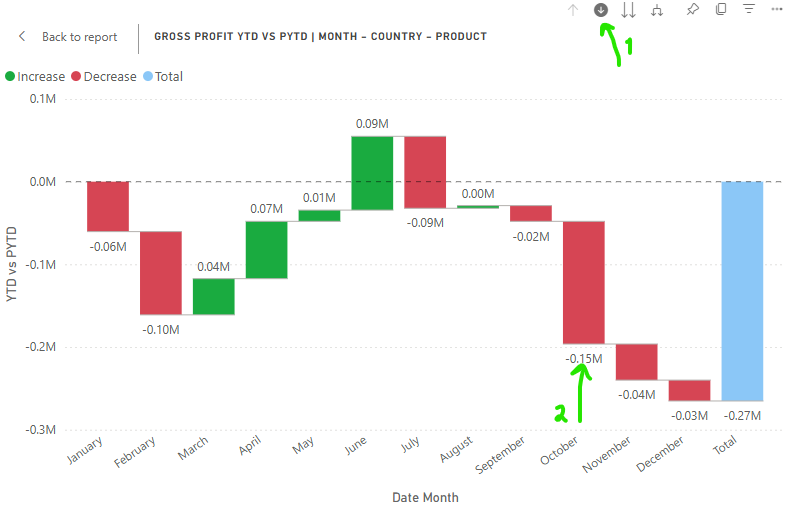 Back to report
GROSS PROFIT YTD VS PYTD | MONTH - COUNTRY - PRODUCT
1
Increase Decrease Total
0.1M
0.09M
0.0M
0.07M
0.01M
0.00M
-0.06M
-0.09M
-0.02M
0.04M
-0.1M
-0.10M
-0.2M
-0.15M
-0.04M
2
-0.03M
-0.27M
-0.3M
YTD vs PYTD
January February March April May June July August September October November December Total
Date Month